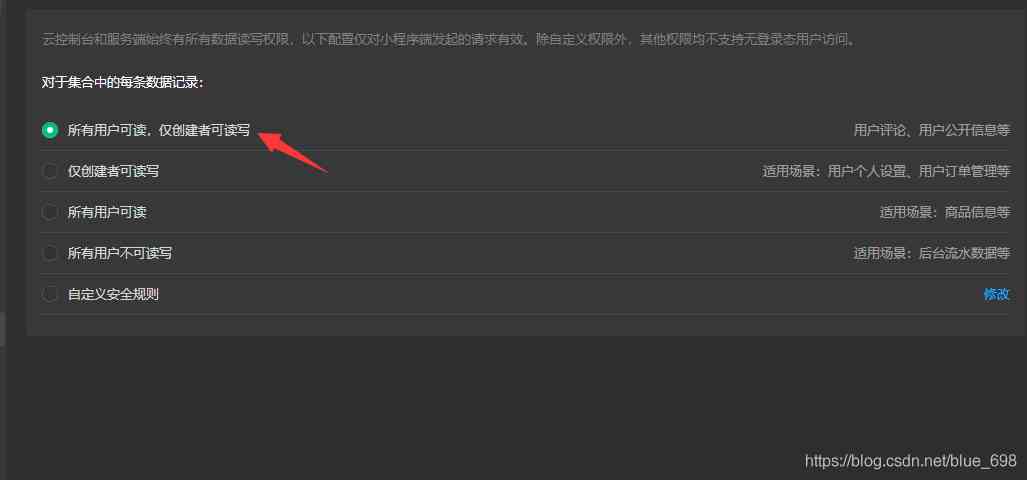 云控制台和服务端始终有所有数据读写权限，以下配置仅对小程序端发起的请求有效。除自定义权限外，其他权限均不支持无登录态用户访问。
对于集合中的每条数据记录：
所有用户可读，仅创建者可读写 用户评论、用户公开信息等
仅创建者可读写 适用场景：用户个人设置、用户订单管理等
所有用户可读 适用场景：商品信息等
所有用户不可读写 适用场景：后台流水数据等
自定义安全规则 修改
https://blog.csdn.net/blue_698